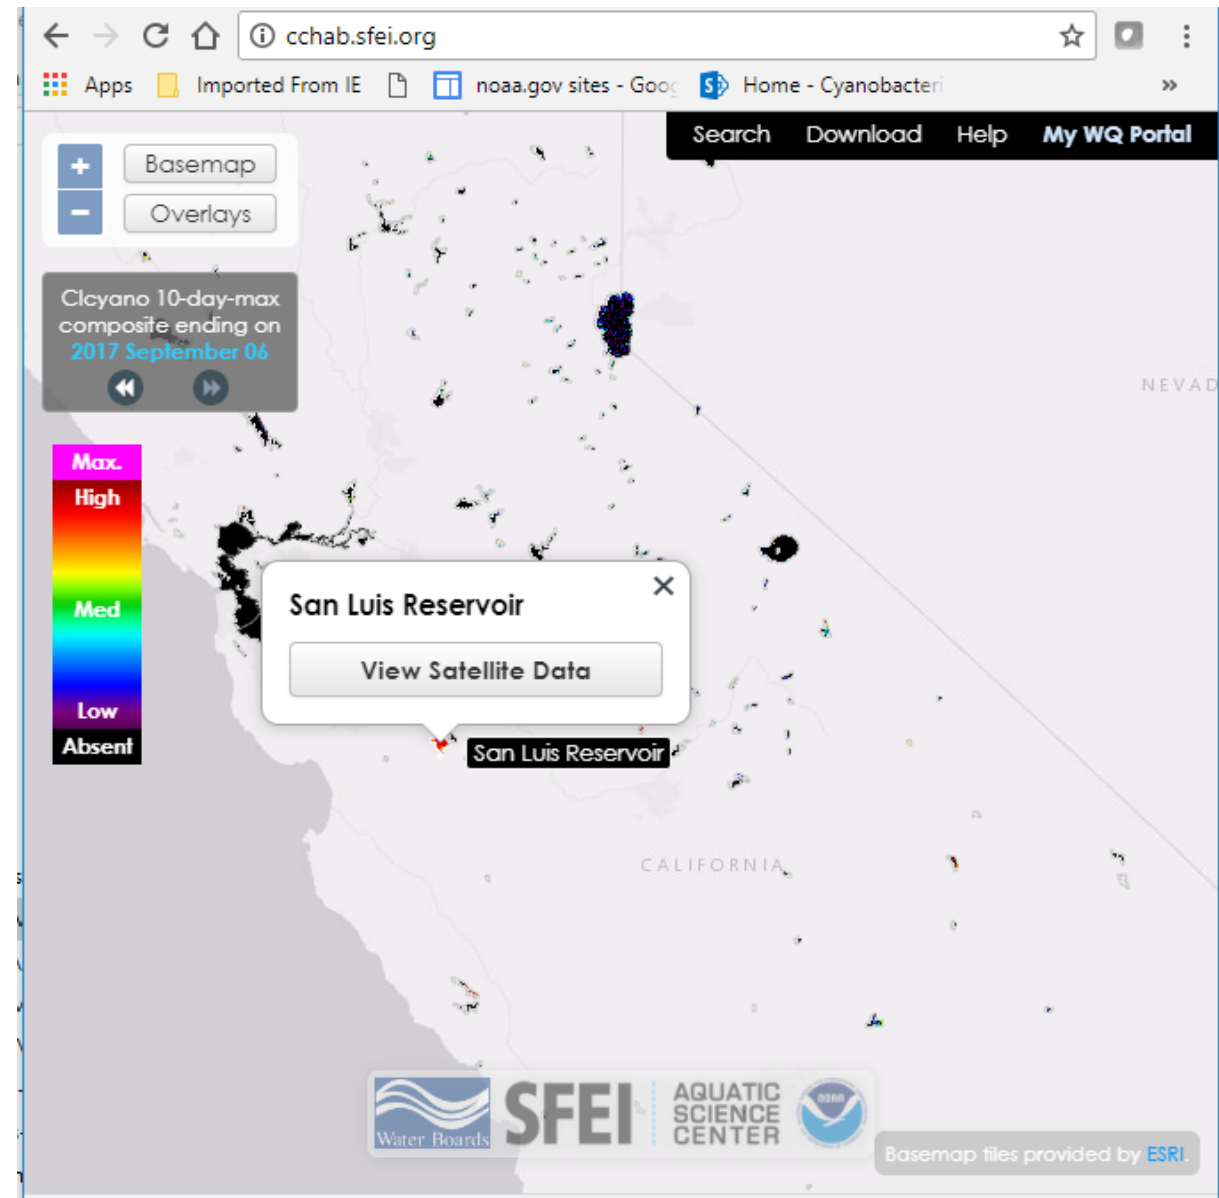 cchab.sfei.org
Apps Imported From IE noaa.gov sites - Goog Home - Cyanobacteri
Search Download Help My WQ Portal
+ Basemap
− Overlays
CIcyano 10-day-max
composite ending on
2017 September 06
NEVAD
Max.
High
Med
Low
Absent
San Luis Reservoir
View Satellite Data
San Luis Reservoir
CALIFORNIA
Water Boards
SFEI
AQUATIC
SCIENCE
CENTER
NOAA
Basemap tiles provided by ESRI.